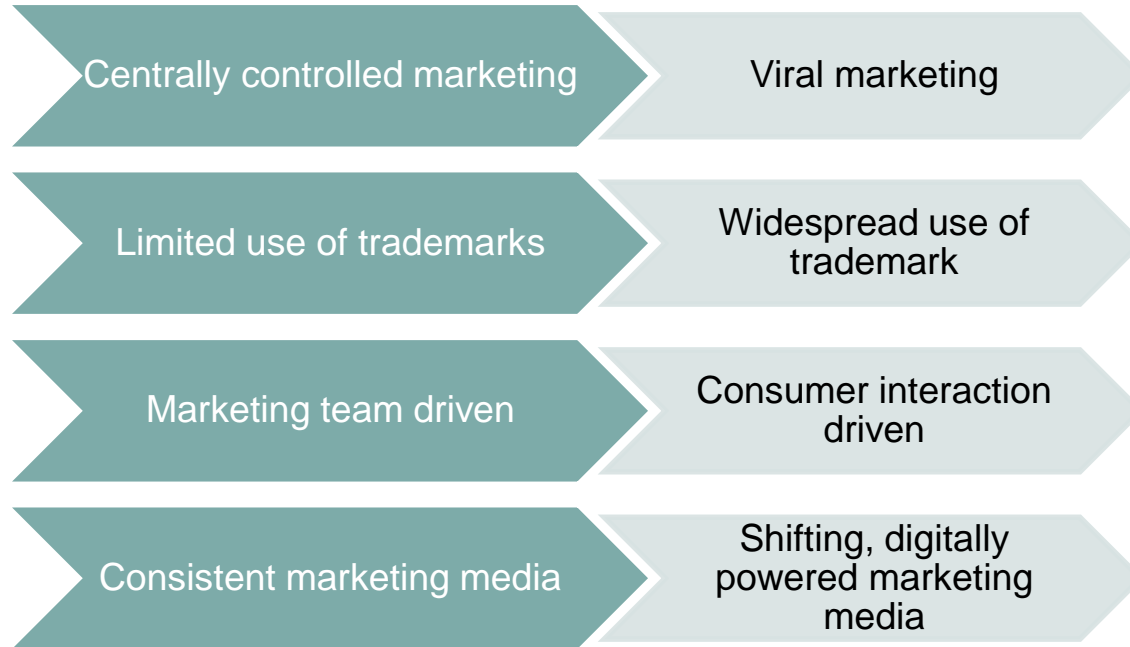 Centrally controlled marketing
Viral marketing
Limited use of trademarks
Widespread use of
trademark
Marketing team driven
Consumer interaction
driven
Consistent marketing media
Shifting, digitally
powered marketing
media